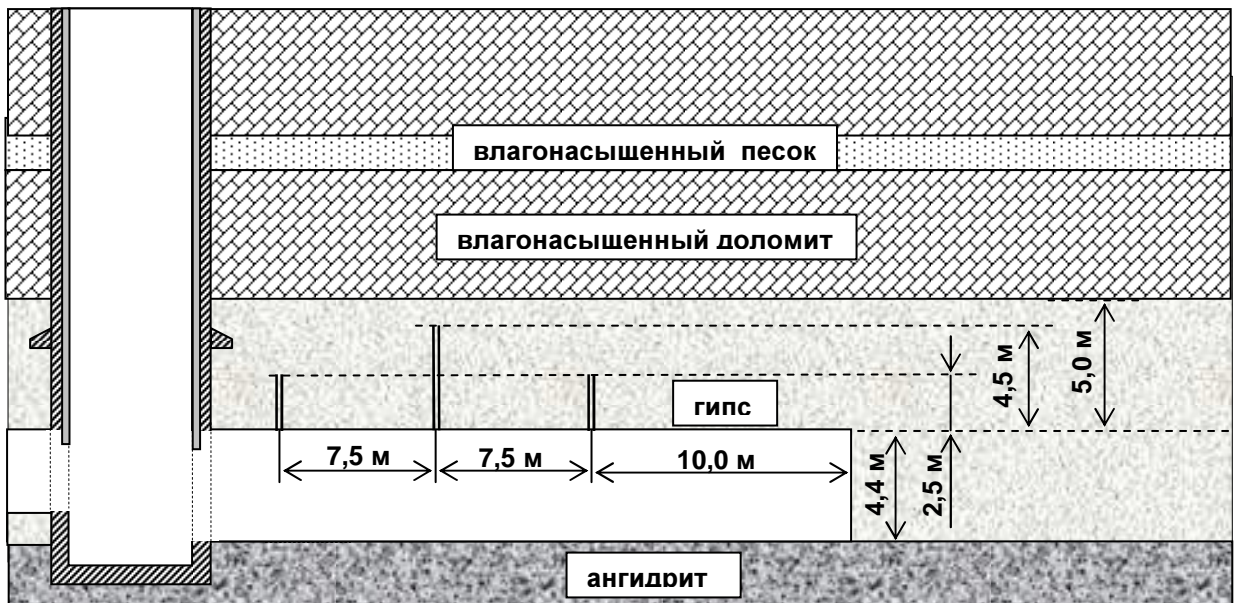 влагонасыщенный песок
влагонасыщенный доломит
гипс
7,5 м
7,5 м
10,0 м
4,4 м
2,5 м
4,5 м
5,0 м
ангидрит